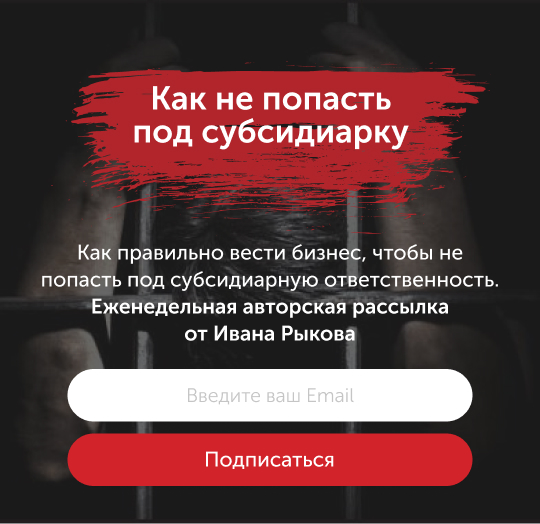 Как не попасть
под субсидиарку
Как правильно вести бизнес, чтобы не
попасть под субсидиарную ответственность.
Еженедельная авторская рассылка
от Ивана Рыкова
Введите ваш Email
Подписаться